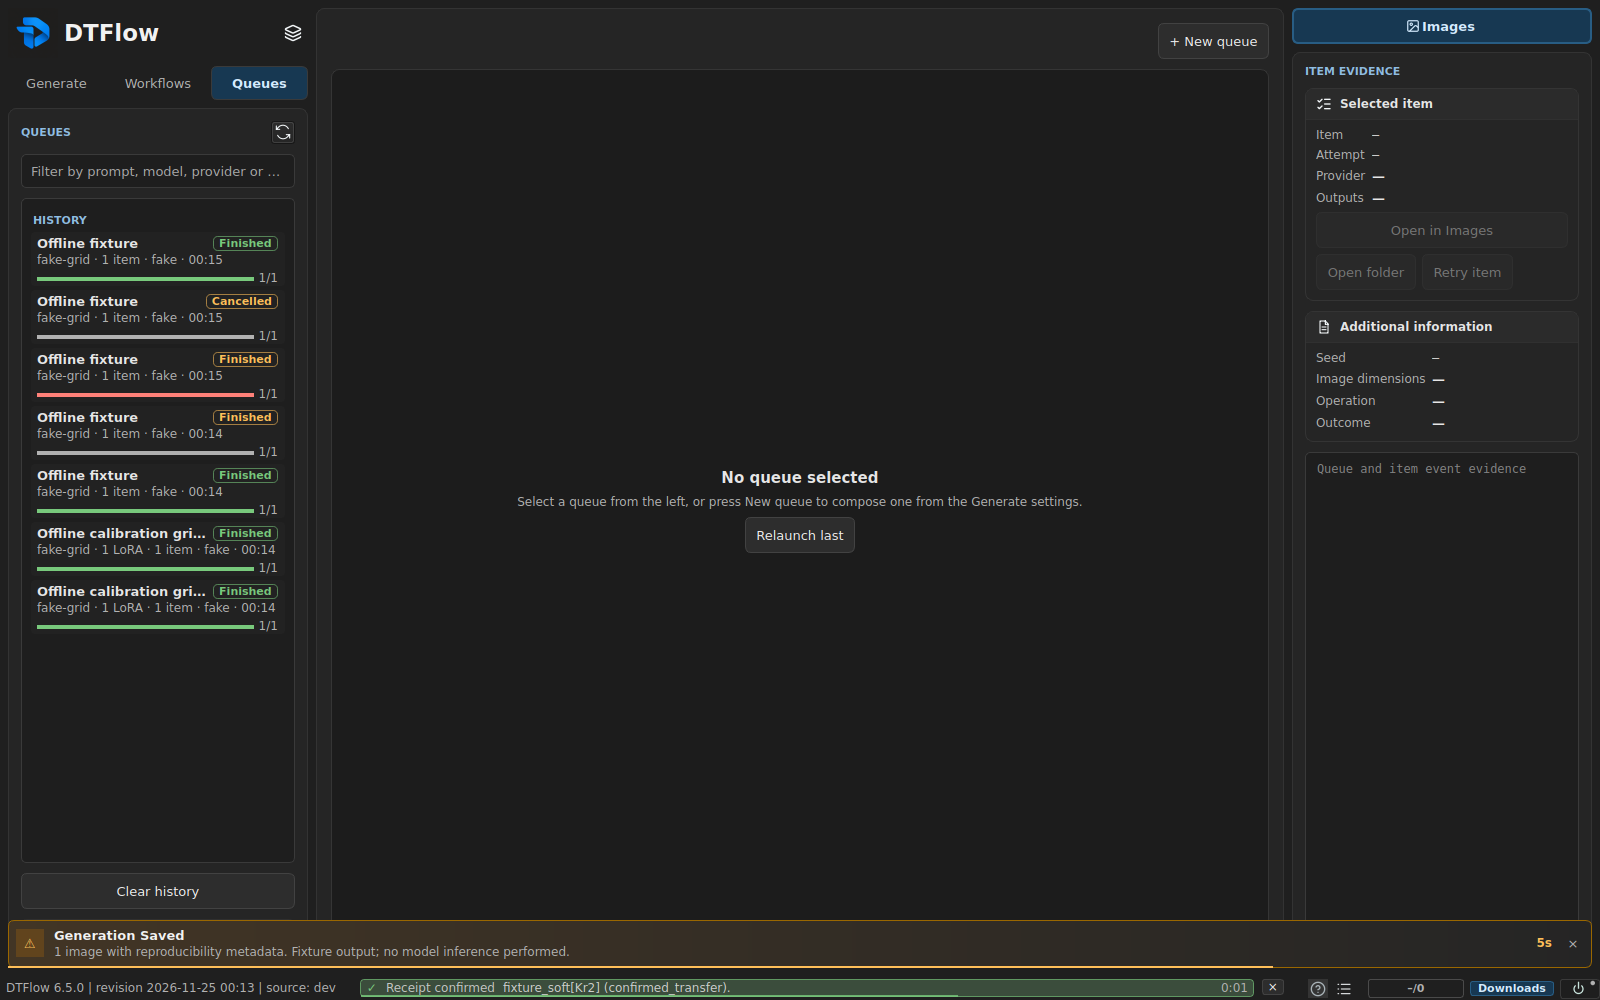 DTFlow
Generate Workflows Queues
QUEUES
Filter by prompt, model, provider or ...
HISTORY
Offline fixture Finished
fake-grid · 1 item · fake · 00:15
1/1
Offline fixture Cancelled
fake-grid · 1 item · fake · 00:15
1/1
Offline fixture Finished
fake-grid · 1 item · fake · 00:15
1/1
Offline fixture Finished
fake-grid · 1 item · fake · 00:14
1/1
Offline fixture Finished
fake-grid · 1 item · fake · 00:14
1/1
Offline calibration gri... Finished
fake-grid · 1 LoRA · 1 item · fake · 00:14
1/1
Offline calibration gri... Finished
fake-grid · 1 LoRA · 1 item · fake · 00:14
1/1
Clear history
+ New queue
No queue selected
Select a queue from the left, or press New queue to compose one from the Generate settings.
Relaunch last
Images
ITEM EVIDENCE
Selected item
Item –
Attempt –
Provider —
Outputs —
Open in Images
Open folder Retry item
Additional information
Seed –
Image dimensions —
Operation —
Outcome —
Queue and item event evidence
Generation Saved
1 image with reproducibility metadata. Fixture output; no model inference performed.
5s ×
DTFlow 6.5.0 | revision 2026-11-25 00:13 | source: dev
✓ Receipt confirmed fixture_soft[Kr2] (confirmed_transfer). 0:01 ×
–/0
Downloads